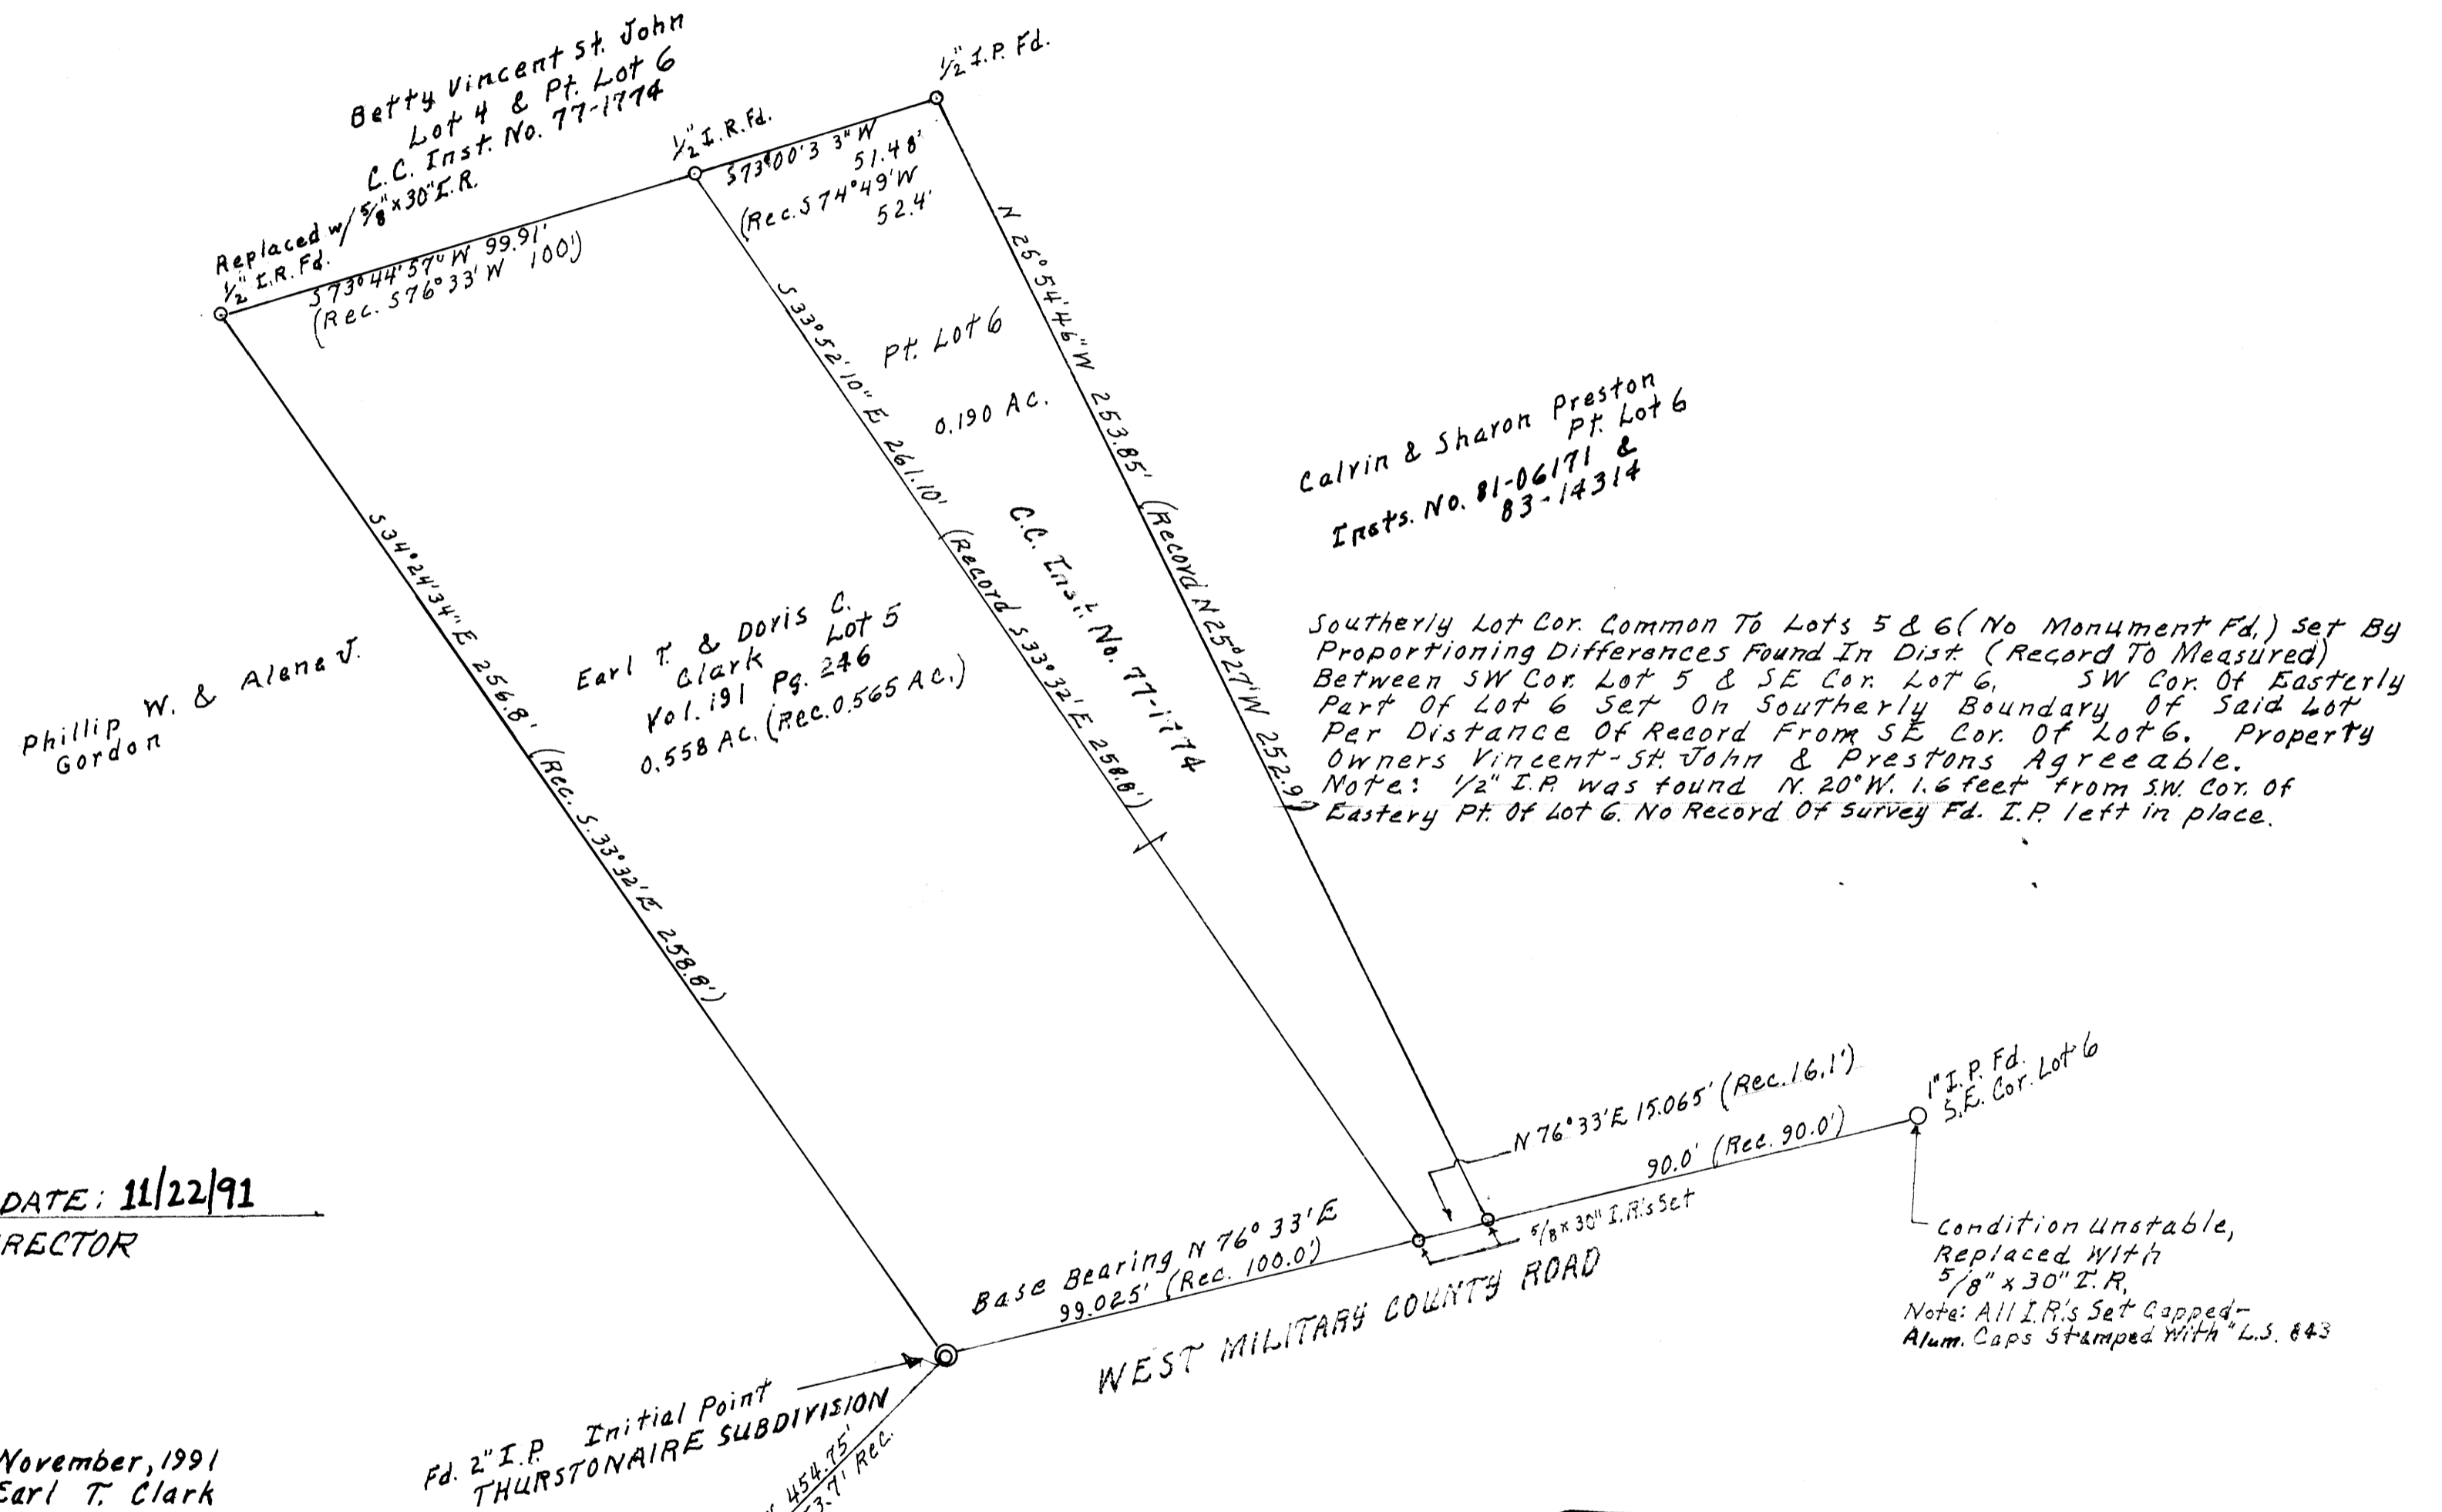 Betty Vincent St. John
Lot 4 & Pt. Lot 6
C.C. Inst. No. 77-1774
Replaced w/ 5/8" x 30" I.R.
1/2" I.R. Fd.
S73°44'57"W 99.91'
(Rec. S76°33'W 100')
1/2" I.R. Fd.
S73°00'33"W
51.48'
(Rec. S74°49'W
52.4'
1/2" I.P. Fd.
N 25°54'46"W 253.85' (Record N25°27'W 252.9')
S33°52'10"E 261.10' (Record S33°32'E 258.8')
Pt. Lot 6
0.190 Ac.
C.C. Inst. No. 77-1774
Calvin & Sharon Preston
Pt. Lot 6
Insts. No. 81-06171 &
83-14314
S34°24'34"E 256.8' (Rec. S.33°32'E 258.8')
Phillip W. & Alene J.
Gordon
Earl T. & Doris C.
Clark Lot 5
Vol. 191 Pg. 246
0.558 AC. (Rec. 0.565 AC.)
Southerly Lot Cor. Common To Lots 5 & 6 (No Monument Fd.) Set By
Proportioning Differences Found In Dist. (Record To Measured)
Between SW Cor. Lot 5 & SE Cor. Lot 6. SW Cor. Of Easterly
Part Of Lot 6 Set On Southerly Boundary Of Said Lot
Per Distance Of Record From SE Cor. Of Lot 6. Property
Owners Vincent-St. John & Prestons Agreeable.
Note: 1/2" I.P. was found N. 20° W. 1.6 feet from S.W. Cor. Of
Eastery Pt. Of Lot 6. No Record Of Survey Fd. I.P. left in place.
N 76°33'E 15.065' (Rec. 16.1')
90.0' (Rec. 90.0')
1" I.P. Fd.
S.E. Cor. Lot 6
5/8 x 30" I.R.'s Set
Condition Unstable,
Replaced With
5/8" x 30" I.R.
Note: All I.R.'s Set Capped-
Alum. Caps Stamped With "L.S. 843
Base Bearing N 76° 33' E
99.025' (Rec. 100.0')
WEST MILITARY COUNTY ROAD
DATE: 11/22/91
RECTOR
Fd. 2" I.P. Initial Point
THURSTONAIRE SUBDIVISION
454.75'
3.7' Rec.
November, 1991
Earl T. Clark